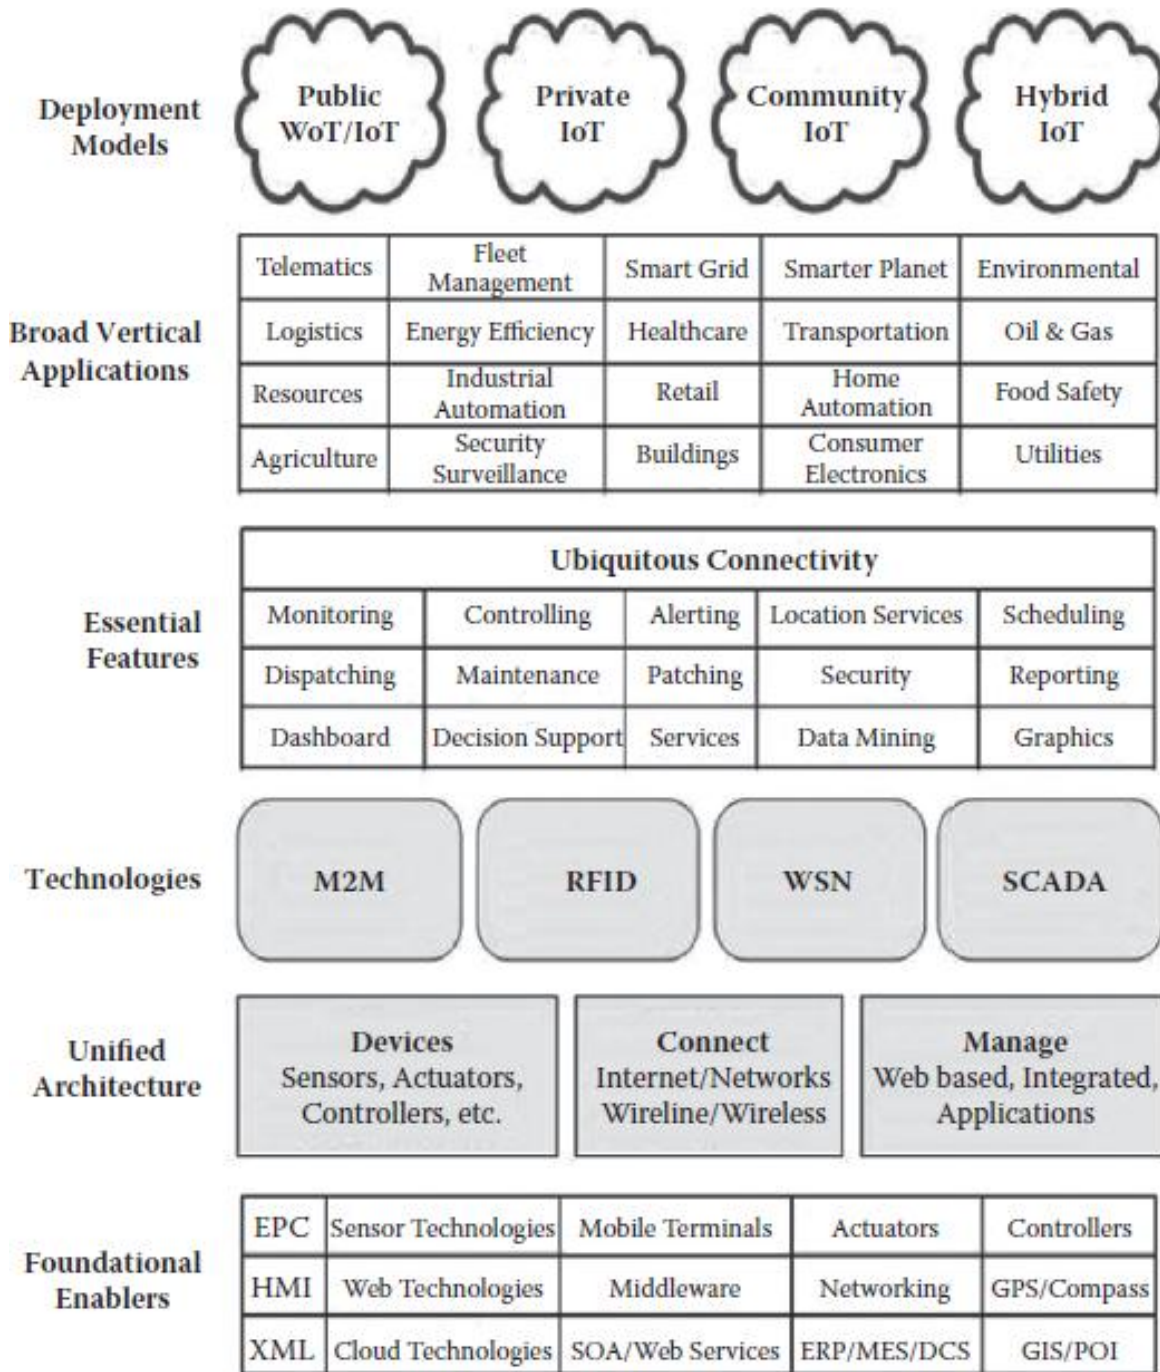 Deployment
Models
Public
WoT/IoT
Private
IoT
Community
IoT
Hybrid
IoT
Broad Vertical
Applications
Telematics
Fleet
Management
Smart Grid
Smarter Planet
Environmental
Logistics
Energy Efficiency
Healthcare
Transportation
Oil & Gas
Resources
Industrial
Automation
Retail
Home
Automation
Food Safety
Agriculture
Security
Surveillance
Buildings
Consumer
Electronics
Utilities
Essential
Features
Ubiquitous Connectivity
Monitoring
Controlling
Alerting
Location Services
Scheduling
Dispatching
Maintenance
Patching
Security
Reporting
Dashboard
Decision Support
Services
Data Mining
Graphics
Technologies
M2M
RFID
WSN
SCADA
Unified
Architecture
Devices
Sensors, Actuators,
Controllers, etc.
Connect
Internet/Networks
Wireline/Wireless
Manage
Web based, Integrated,
Applications
Foundational
Enablers
EPC
Sensor Technologies
Mobile Terminals
Actuators
Controllers
HMI
Web Technologies
Middleware
Networking
GPS/Compass
XML
Cloud Technologies
SOA/Web Services
ERP/MES/DCS
GIS/POI